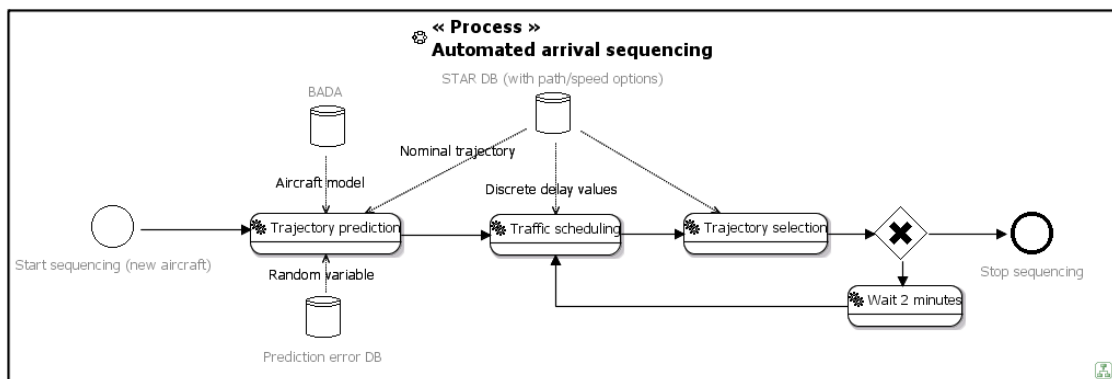 « Process »
Automated arrival sequencing
STAR DB (with path/speed options)
BADA
Nominal trajectory
Aircraft model
Discrete delay values
Trajectory prediction
Traffic scheduling
Trajectory selection
Start sequencing (new aircraft)
Random variable
Stop sequencing
Wait 2 minutes
Prediction error DB